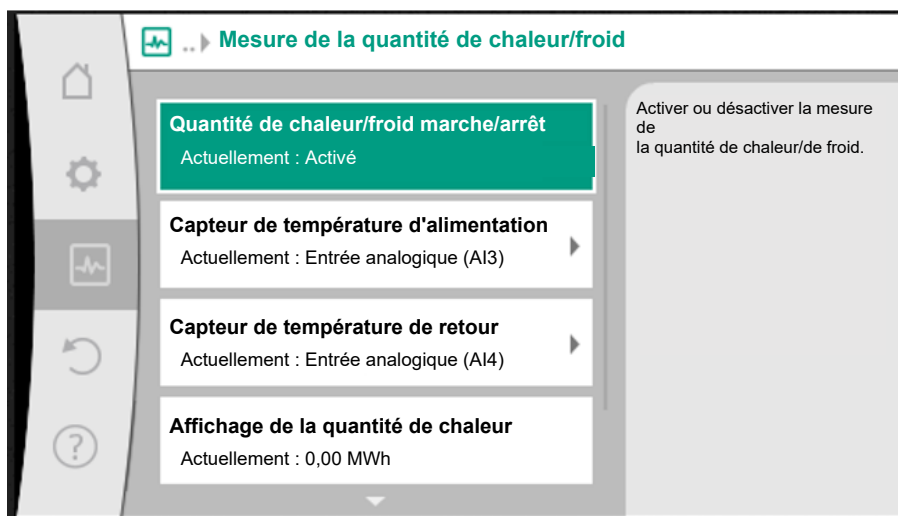 .. Mesure de la quantité de chaleur/froid
Quantité de chaleur/froid marche/arrêt
Actuellement : Activé
Capteur de température d'alimentation
Actuellement : Entrée analogique (AI3)
Capteur de température de retour
Actuellement : Entrée analogique (AI4)
Affichage de la quantité de chaleur
Actuellement : 0,00 MWh
Activer ou désactiver la mesure
de
la quantité de chaleur/de froid.
?